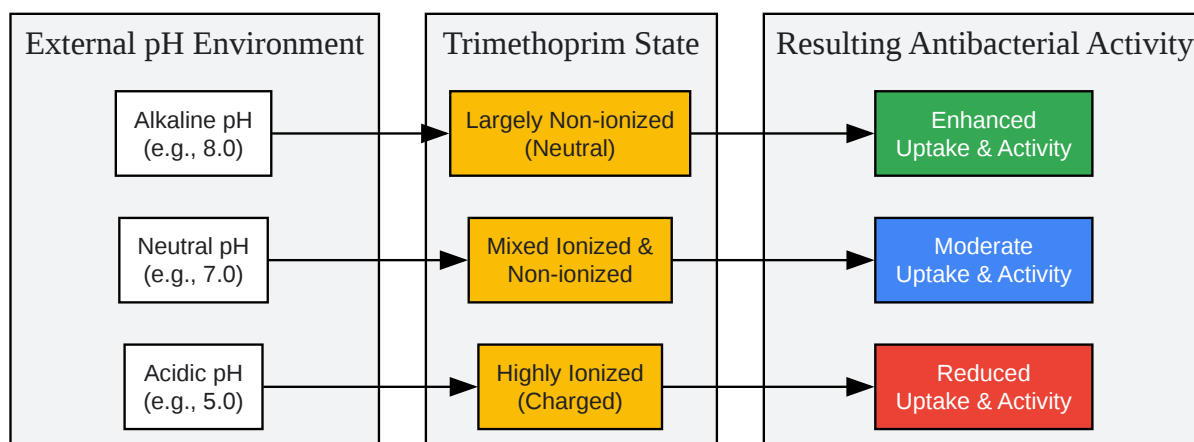 External pH Environment
Trimethoprim State
Resulting Antibacterial Activity
Alkaline pH
(e.g., 8.0)
Largely Non-ionized
(Neutral)
Enhanced
Uptake & Activity
Neutral pH
(e.g., 7.0)
Mixed Ionized &
Non-ionized
Moderate
Uptake & Activity
Acidic pH
(e.g., 5.0)
Highly Ionized
(Charged)
Reduced
Uptake & Activity